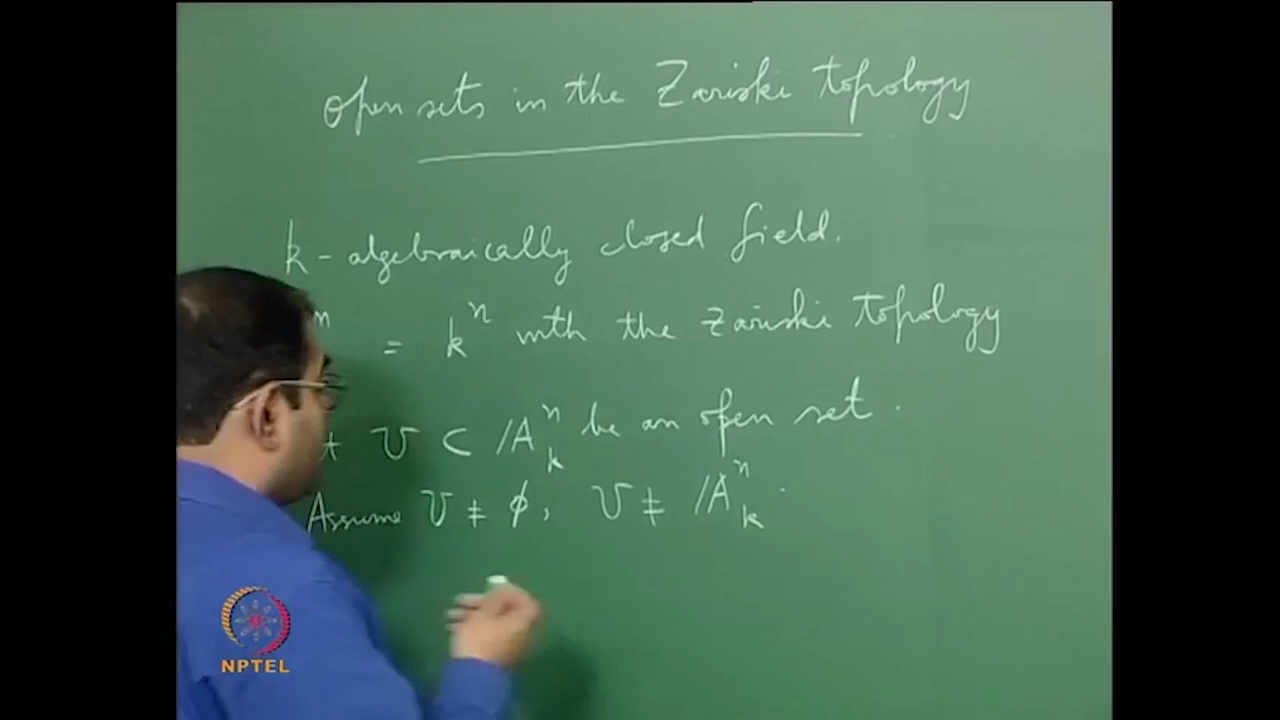 open sets in the Zariski topology
k - algebraically closed field.
n = k^n with the Zariski topology
U ⊂ A^n_k be an open set.
Assume U ≠ ϕ, U ≠ A^n_k.
NPTEL